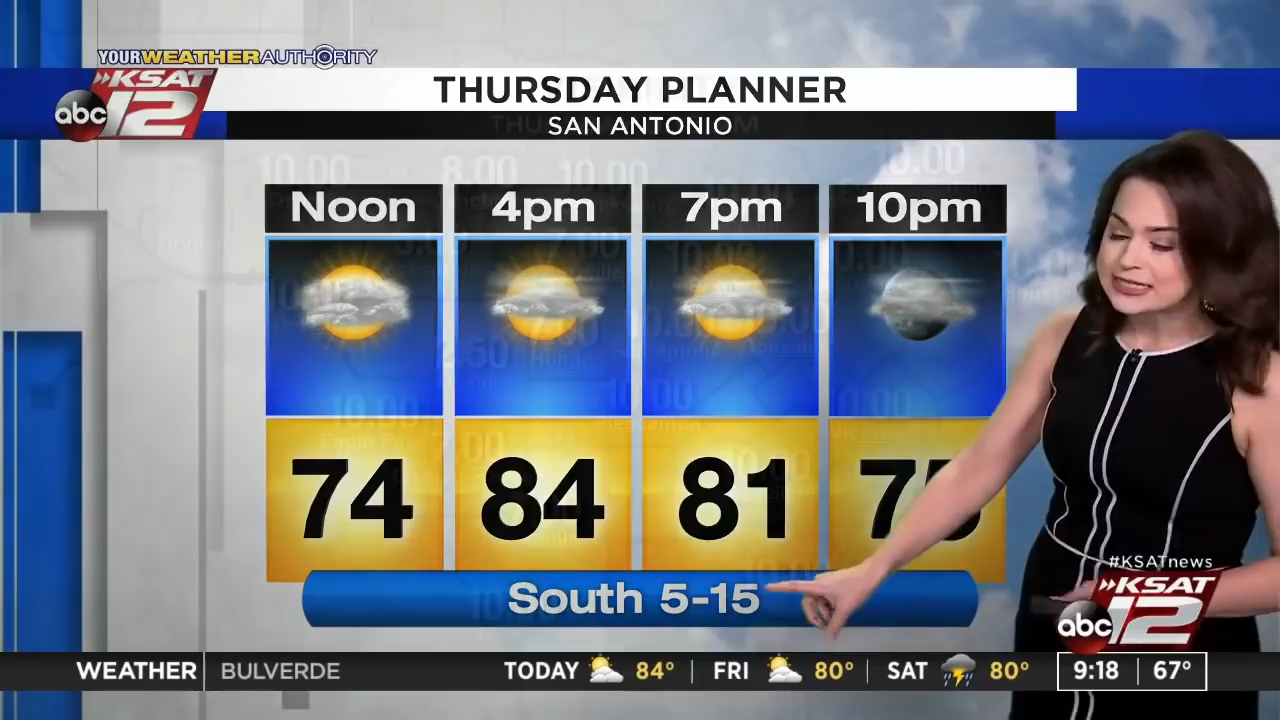 YOUR WEATHER AUTHORITY
KSAT
abc 12
THURSDAY PLANNER
SAN ANTONIO
Noon 4pm 7pm 10pm
74 84 81 75
South 5-15
#KSATnews
KSAT
abc 12
WEATHER BULVERDE TODAY 84° FRI 80° SAT 80° 9:18 67°